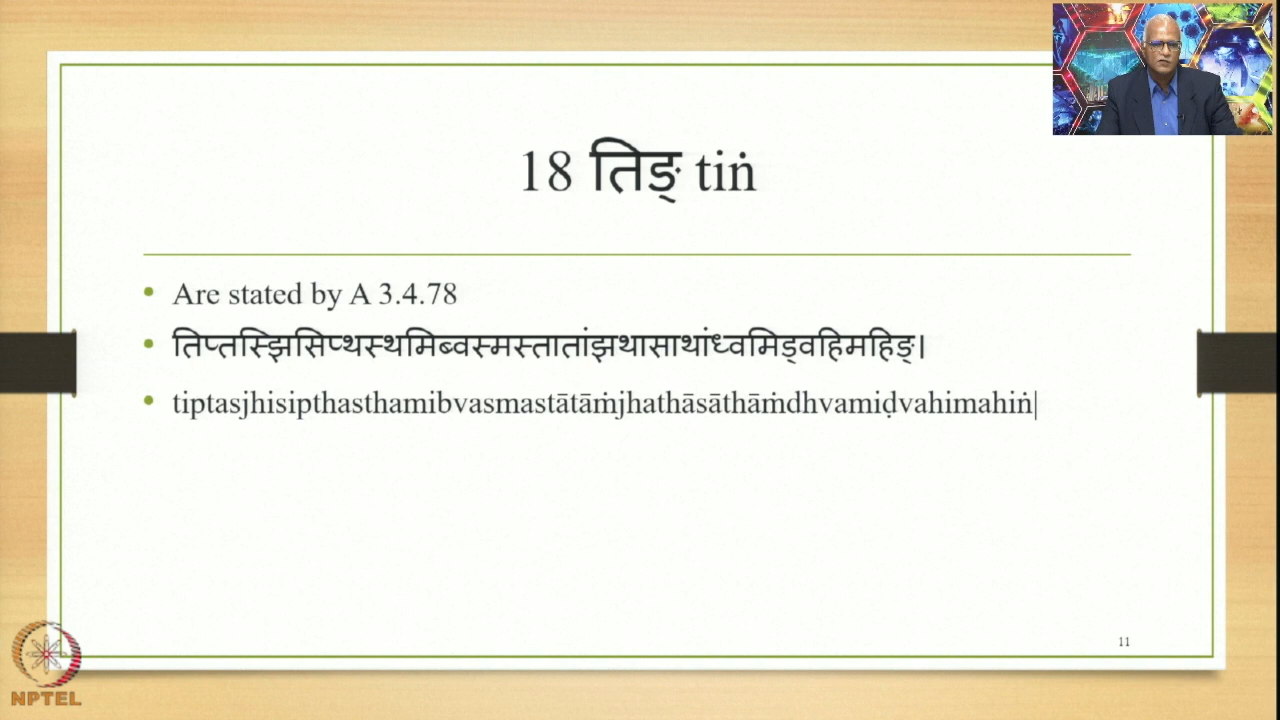 18 तिङ् tiṅ
• Are stated by A 3.4.78
• तिप्तस्झिसिप्थस्थमिब्वस्मस्तातांझथासाथांध्वमिड्वहिमहिङ्।
• tiptasjhisipthasthamibvasmastātāṁjhathāsāthāṁdhvamiḍvahimahiṅ|
11
NPTEL